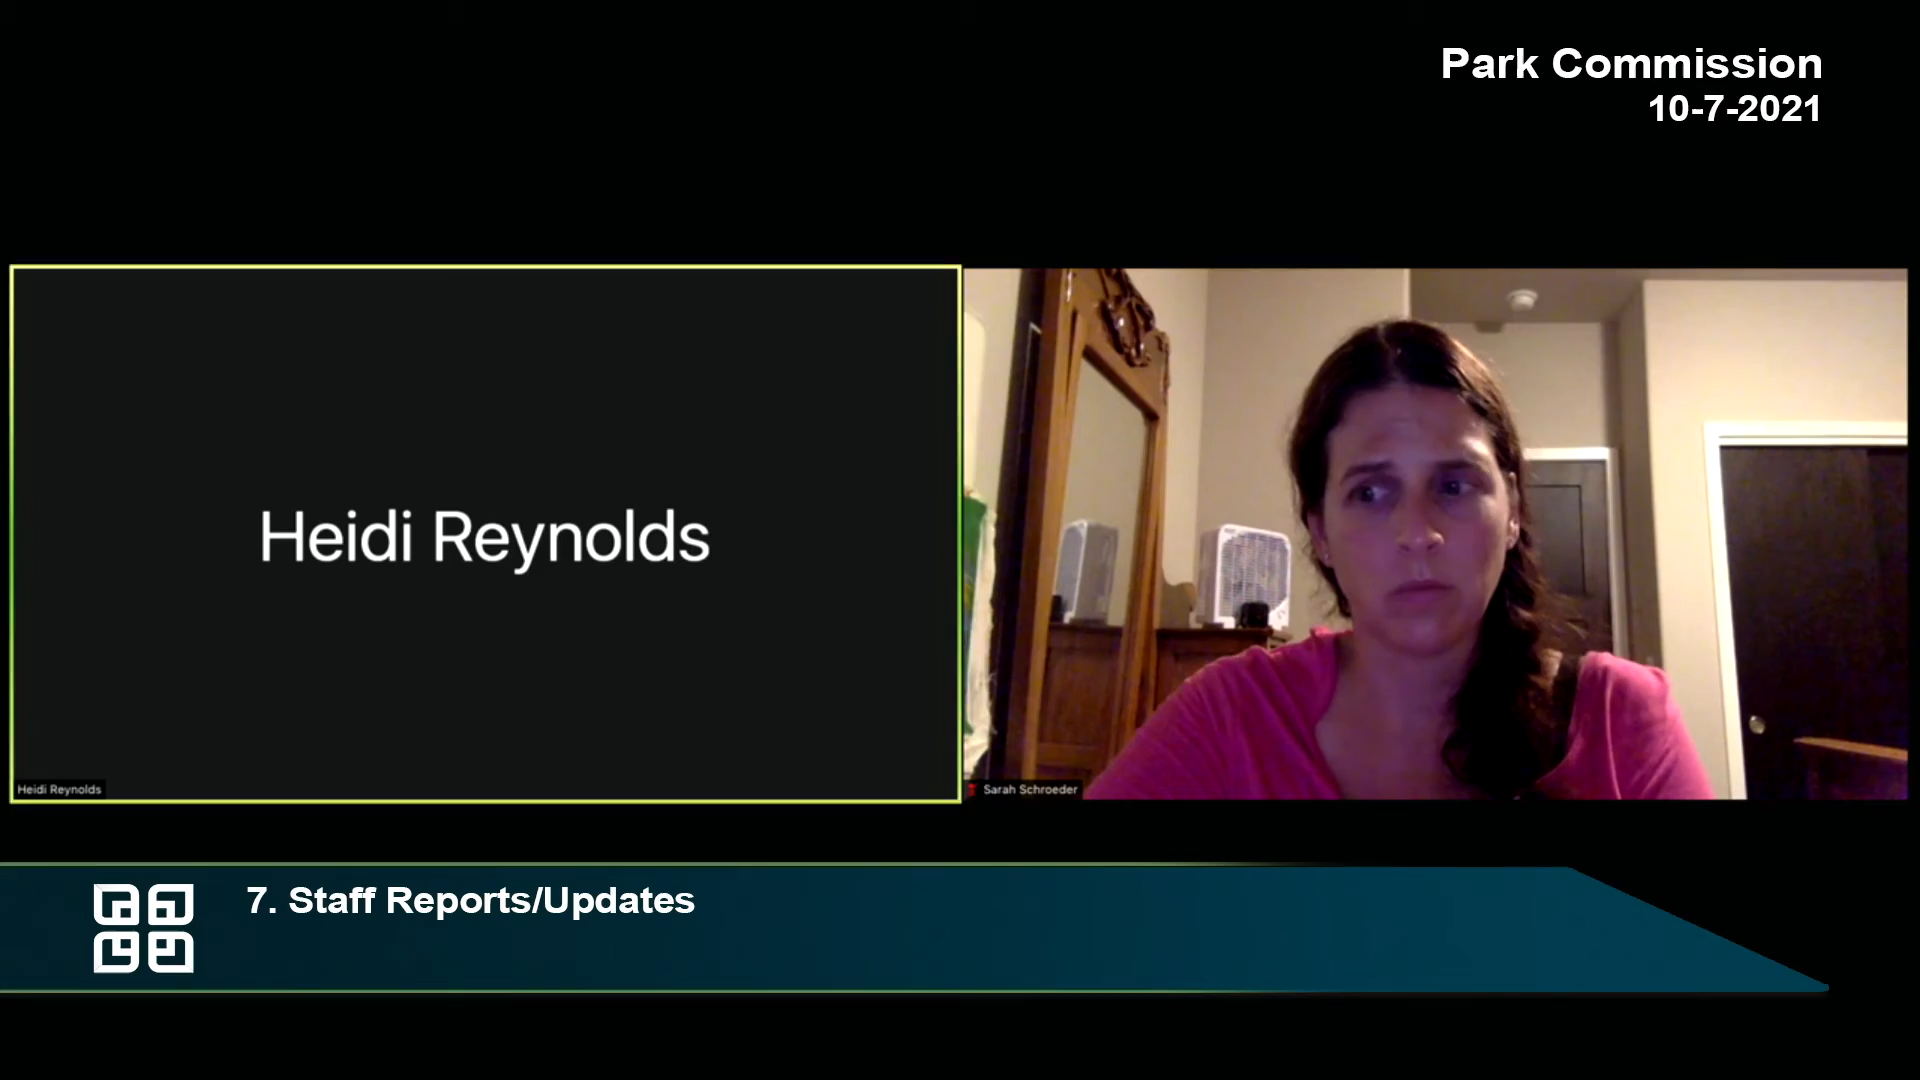 Park Commission
10-7-2021
Heidi Reynolds
Heidi Reynolds
Sarah Schroeder
7. Staff Reports/Updates